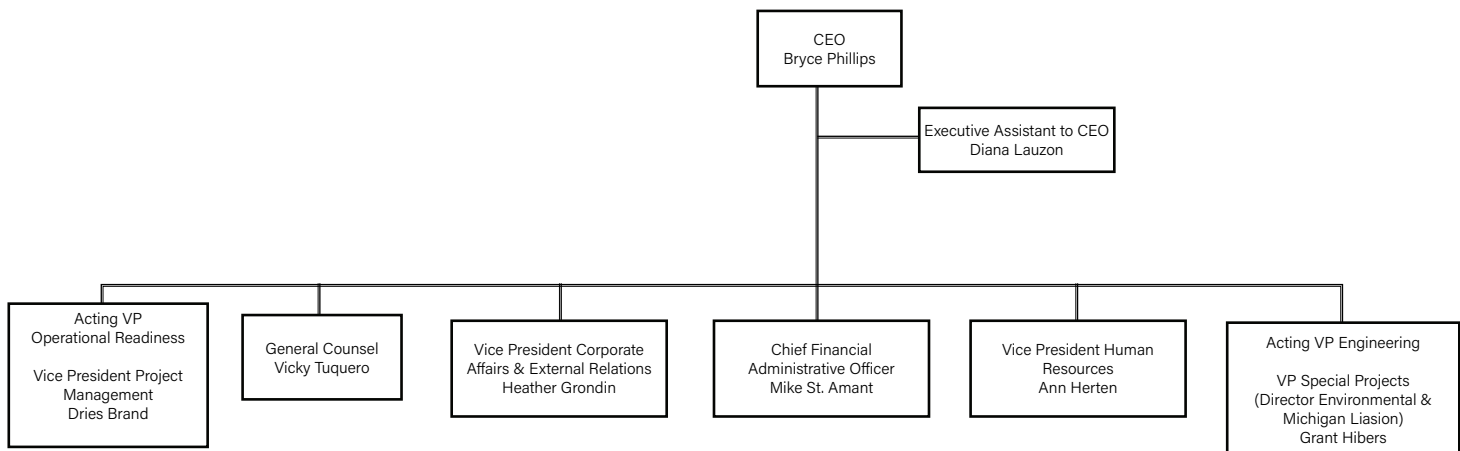 CEO
Bryce Phillips
Executive Assistant to CEO
Diana Lauzon
Acting VP
Operational Readiness
Vice President Project
Management
Dries Brand
General Counsel
Vicky Tuquero
Vice President Corporate
Affairs & External Relations
Heather Grondin
Chief Financial
Administrative Officer
Mike St. Amant
Vice President Human
Resources
Ann Herten
Acting VP Engineering
VP Special Projects
(Director Environmental &
Michigan Liasion)
Grant Hibers